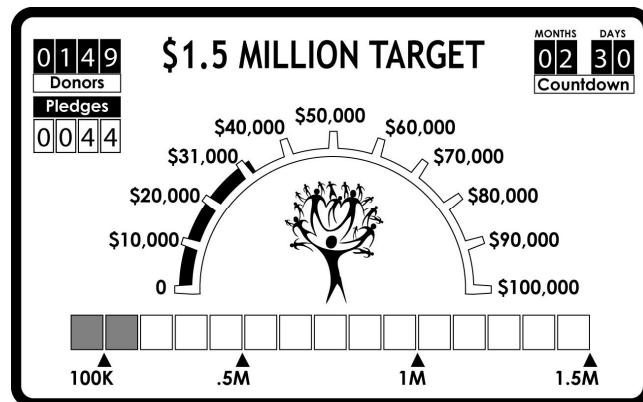 $1.5 MILLION TARGET
0149
Donors
Pledges
0044
MONTHS DAYS
02 30
Countdown
0
$10,000
$20,000
$31,000
$40,000
$50,000
$60,000
$70,000
$80,000
$90,000
$100,000
100K .5M 1M 1.5M